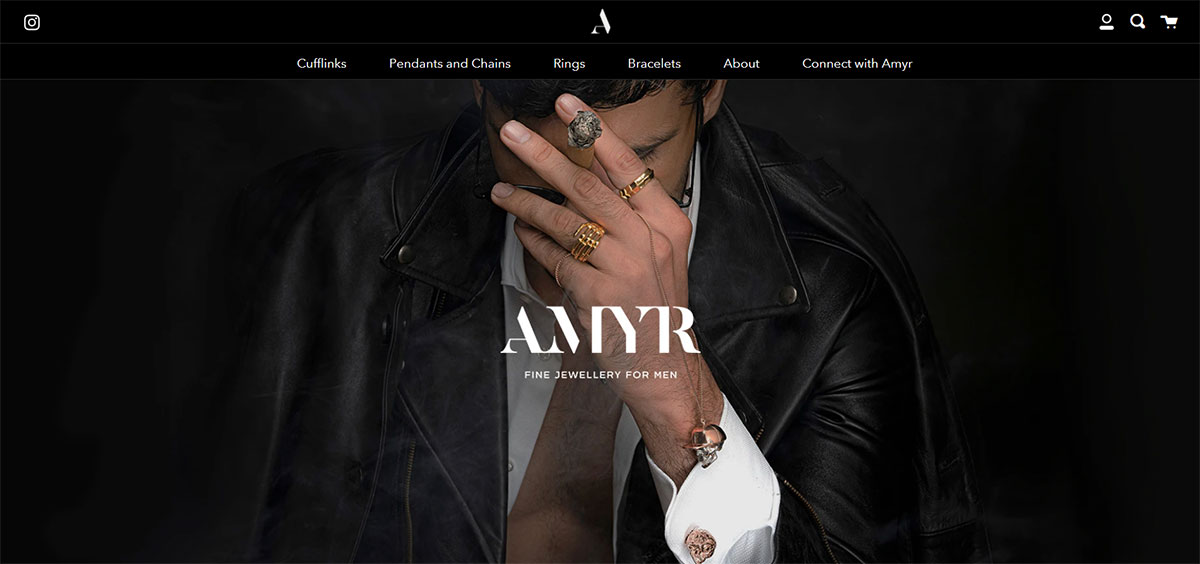 A
Cufflinks Pendants and Chains Rings Bracelets About Connect with Amyr
AMYR
FINE JEWELLERY FOR MEN